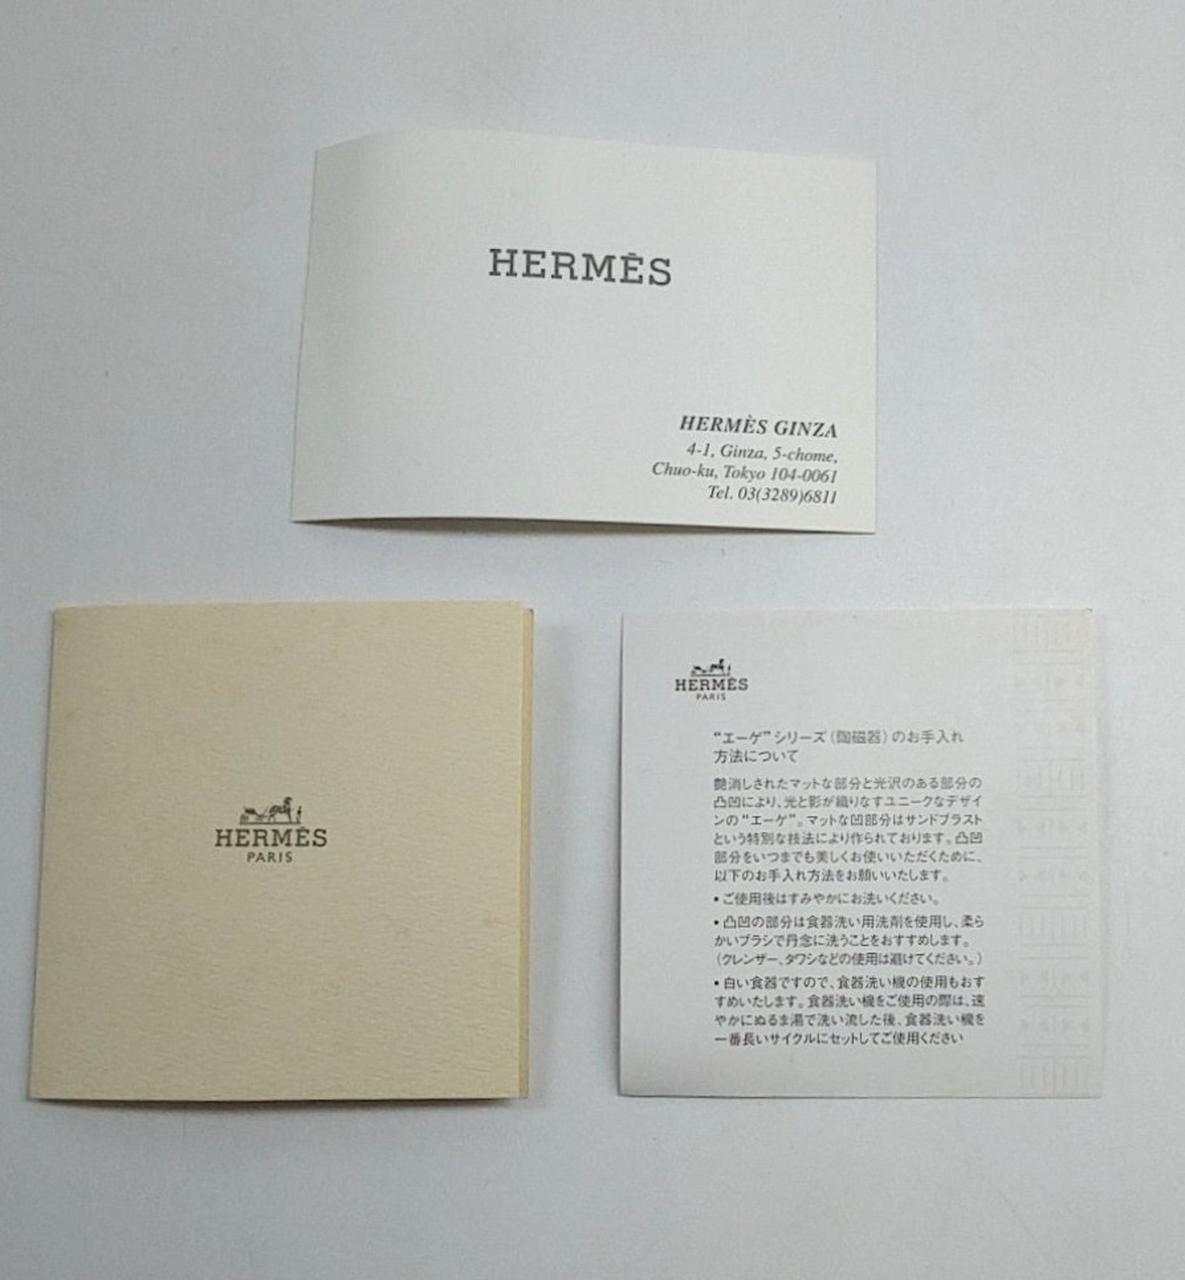 HERMÈS
HERMÈS GINZA
4-1, Ginza, 5-chome,
Chuo-ku, Tokyo 104-0061
Tel. 03(3289)6811
HERMÈS
PARIS
HERMÈS
PARIS
“エーゲ”シリーズ(陶磁器)のお手入れ
方法について
艶消しされたマットな部分と光沢のある部分の
凸凹により、光と影が織りなすユニークなデザイ
ンの“エーゲ”。マットな凹部分はサンドブラスト
という特別な技法により作られております。凸凹
部分をいつまでも美しくお使いいただくために、
以下のお手入れ方法をお願いいたします。
• ご使用後はすみやかにお洗いください。
• 凸凹の部分は食器洗い用洗剤を使用し、柔ら
かいブラシで丹念に洗うことをおすすめします。
(クレンザー、タワシなどの使用は避けてください。)
• 白い食器ですので、食器洗い機の使用もおす
すめいたします。食器洗い機をご使用の際は、速
やかにぬるま湯で洗い流した後、食器洗い機を
一番長いサイクルにセットしてご使用ください